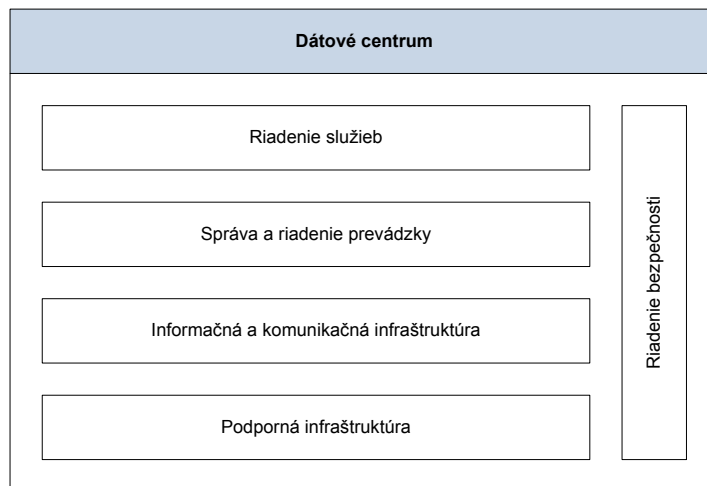 Dátové centrum
Riadenie služieb
Správa a riadenie prevádzky
Informačná a komunikačná infraštruktúra
Podporná infraštruktúra
Riadenie bezpečnosti